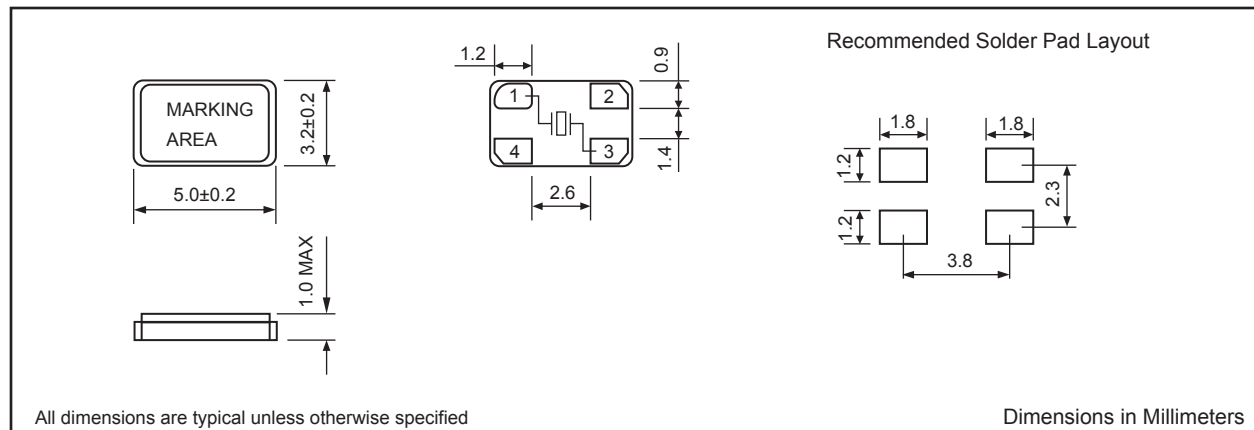 Recommended Solder Pad Layout
MARKING
AREA
3.2±0.2
5.0±0.2
1.0 MAX
1.2
0.9
1
2
4
3
1.4
2.6
1.8
1.8
1.2
1.2
2.3
3.8
All dimensions are typical unless otherwise specified
Dimensions in Millimeters